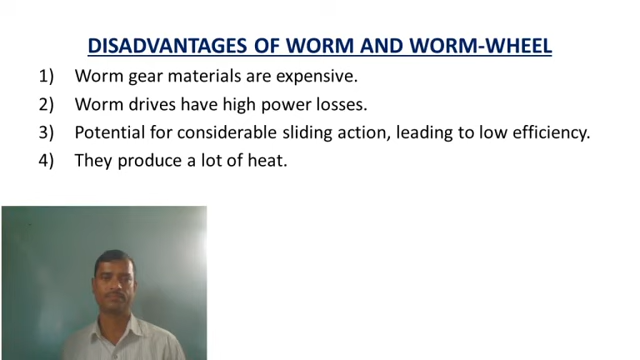 DISADVANTAGES OF WORM AND WORM-WHEEL
1) Worm gear materials are expensive.
2) Worm drives have high power losses.
3) Potential for considerable sliding action, leading to low efficiency.
4) They produce a lot of heat.